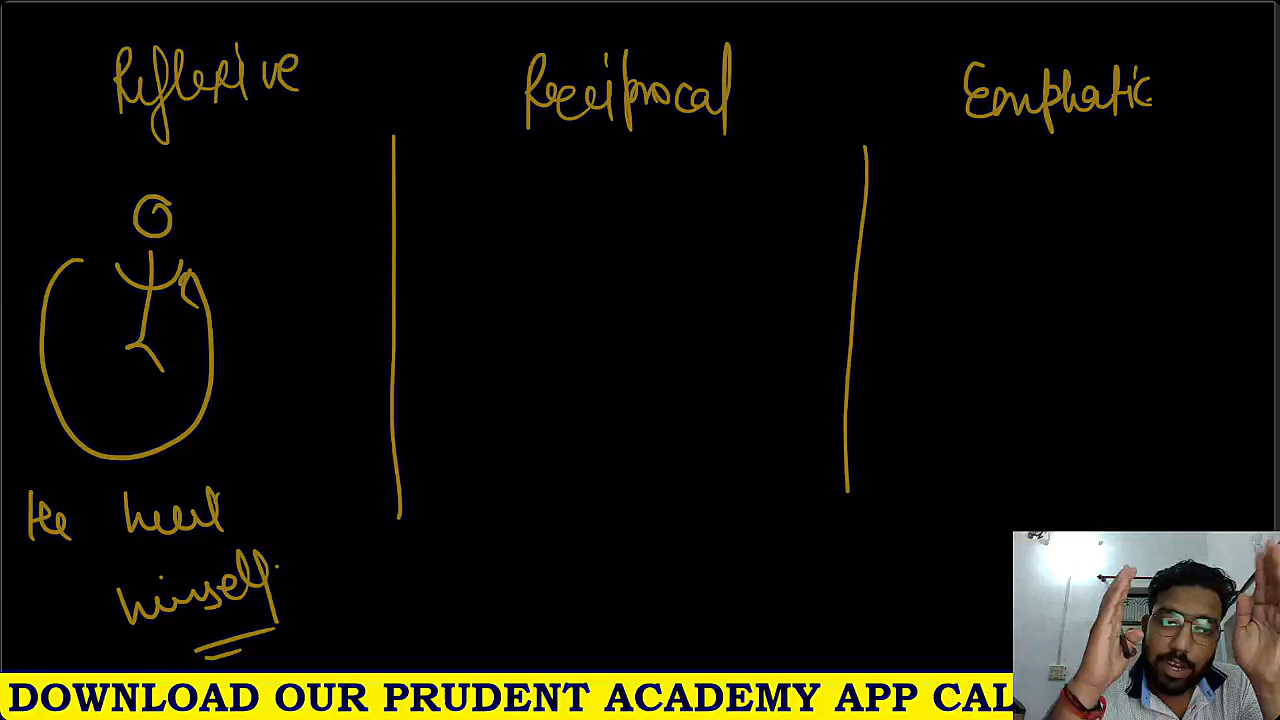 Reflexive
Reciprocal
Emphatic
He hurt
himself.
DOWNLOAD OUR PRUDENT ACADEMY APP CAL